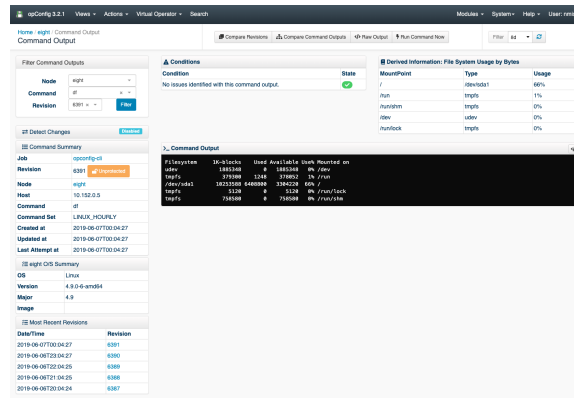 opConfig 3.2.1 Views Actions Virtual Operator Search Modules System Help User: nmi
Home / eight / Command Output
Command Output
Compare Revisions Compare Command Outputs Raw Output Run Command Now
Filter 6d
Filter Command Outputs
Node eight
Command df
Revision 6391 Filter
Detect Changes Disabled
Command Summary
Job opconfig-cli
Revision 6391 Unprotected
Node eight
Host 10.152.0.5
Command df
Command Set LINUX_HOURLY
Created at 2019-06-07T00:04:27
Updated at 2019-06-07T00:04:27
Last Attempt at 2019-06-07T00:04:27
eight O/S Summary
OS Linux
Version 4.9.0-6-amd64
Major 4.9
Image
Most Recent Revisions
Date/Time Revision
2019-06-07T00:04:27 6391
2019-06-06T23:04:27 6390
2019-06-06T22:04:25 6389
2019-06-06T21:04:25 6388
2019-06-06T20:04:24 6387
Conditions
Condition State
No issues identified with this command output.
Derived Information: File System Usage by Bytes
MountPoint Type Usage
/ /dev/sda1 66%
/run tmpfs 1%
/run/shm tmpfs 0%
/dev udev 0%
/run/lock tmpfs 0%
>_ Command Output
Filesystem 1K-blocks Used Available Use% Mounted on
udev 1885348 0 1885348 0% /dev
tmpfs 379300 1248 378052 1% /run
/dev/sda1 10253588 6408800 3304220 66% /
tmpfs 5120 0 5120 0% /run/lock
tmpfs 758580 0 758580 0% /run/shm